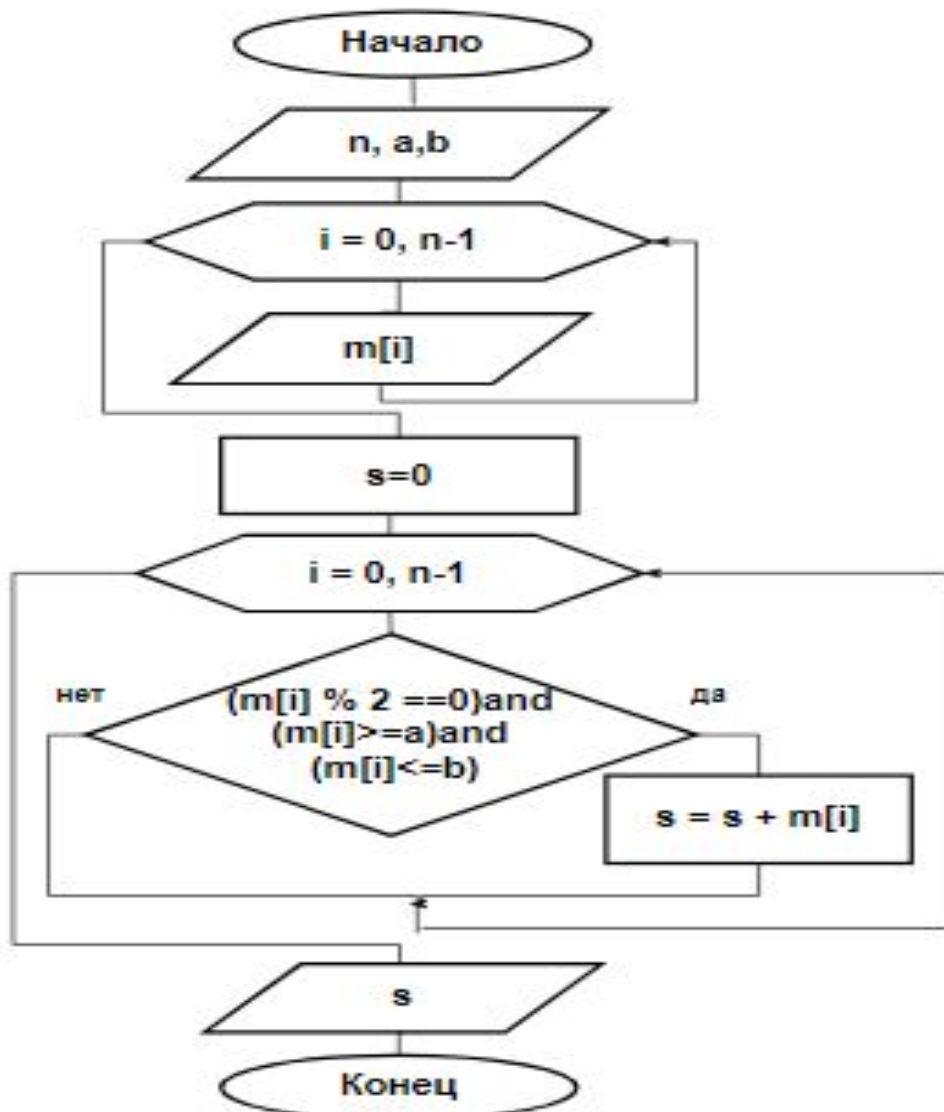 Начало
n, a,b
i = 0, n-1
m[i]
s=0
i = 0, n-1
нет
(m[i] % 2 ==0)and
(m[i]>=a)and
(m[i]<=b)
да
s = s + m[i]
s
Конец